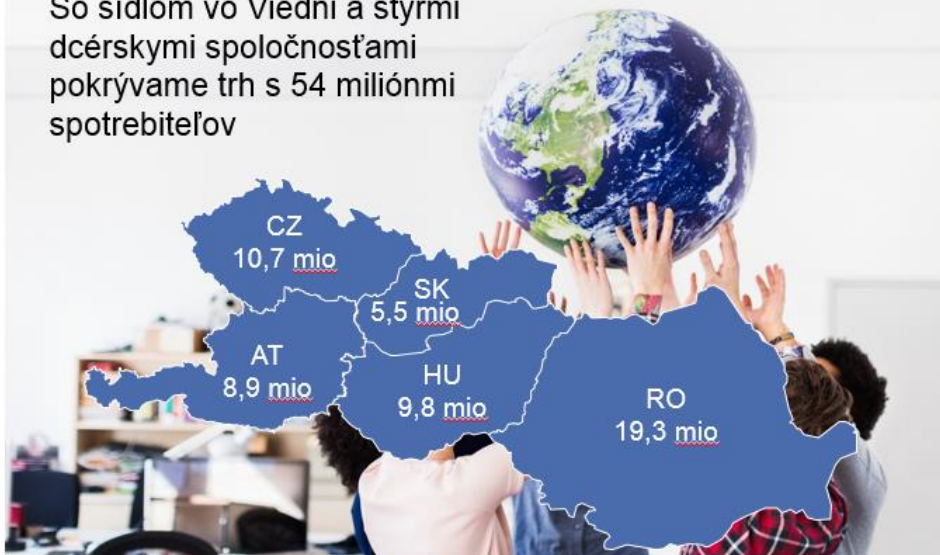 So sídlom vo Viedni a štyrmi
dcérskymi spoločnosťami
pokrývame trh s 54 miliónmi
spotrebiteľov
CZ
10,7 mio
SK
5,5 mio
AT
8,9 mio
HU
9,8 mio
RO
19,3 mio